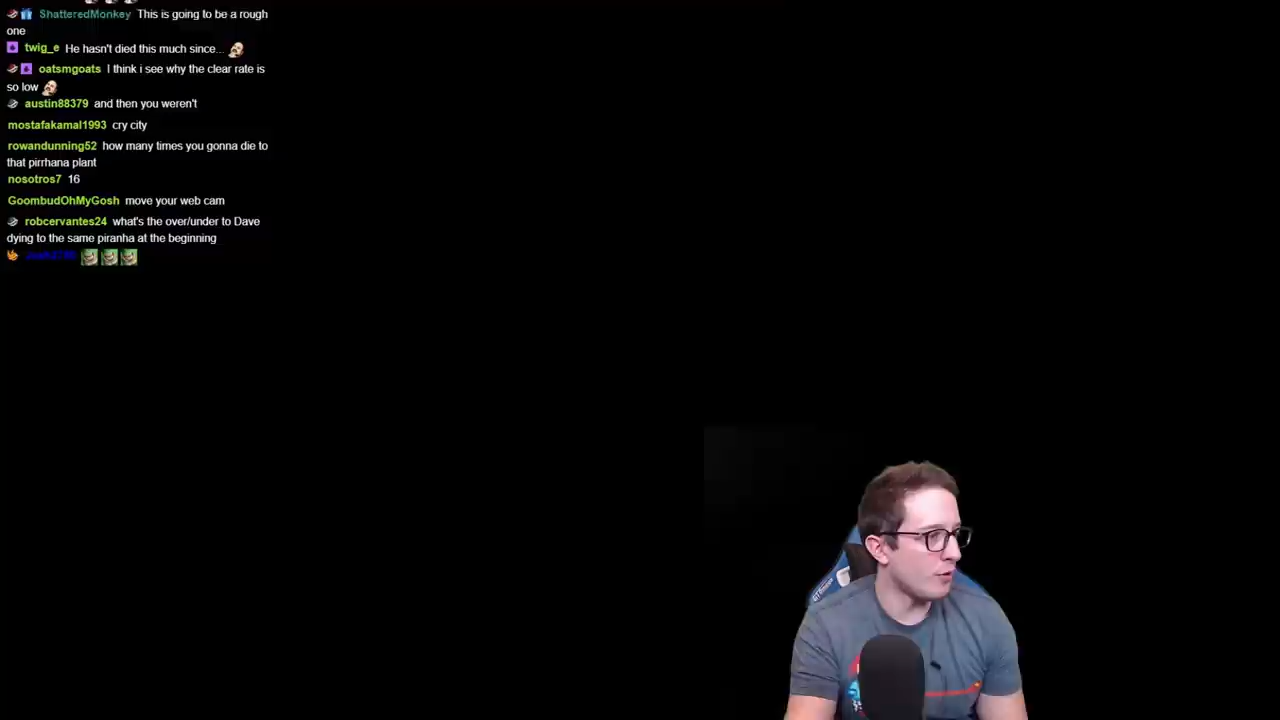 ShatteredMonkey This is going to be a rough
one
twig_e He hasn't died this much since...
oatsmgoats I think i see why the clear rate is
so low
austin88379 and then you weren't
mostafakamal1993 cry city
rowandunning52 how many times you gonna die to
that pirrhana plant
nosotros7 16
GoombudOhMyGosh move your web cam
robcervantes24 what's the over/under to Dave
dying to the same piranha at the beginning